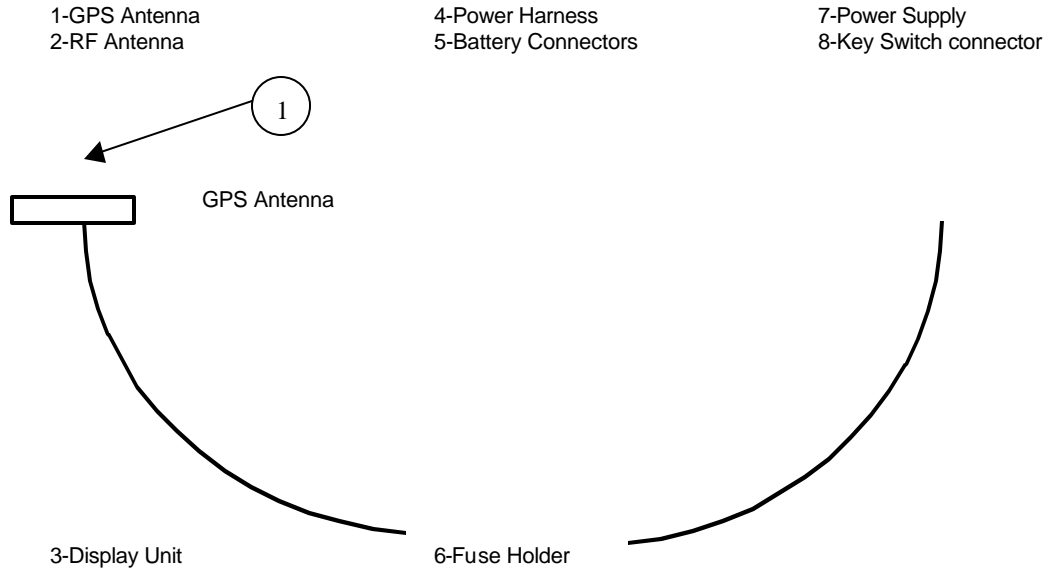 1-GPS Antenna
4-Power Harness
7-Power Supply
2-RF Antenna
5-Battery Connectors
8-Key Switch connector
1
GPS Antenna
3-Display Unit
6-Fuse Holder